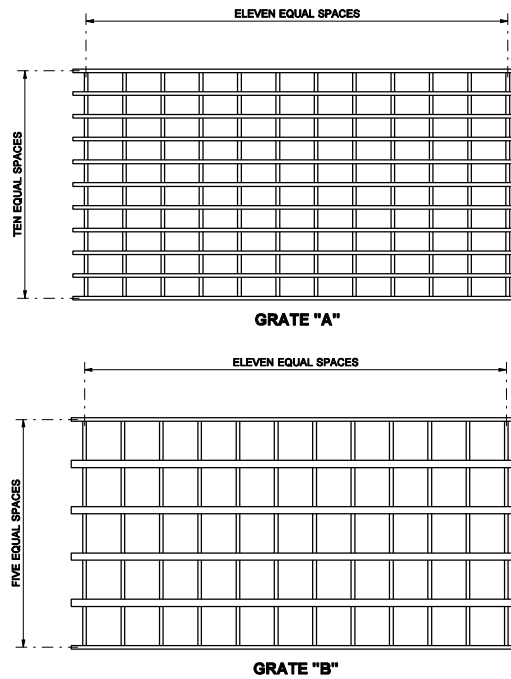 ELEVEN EQUAL SPACES
TEN EQUAL SPACES
GRATE "A"
ELEVEN EQUAL SPACES
FIVE EQUAL SPACES
GRATE "B"